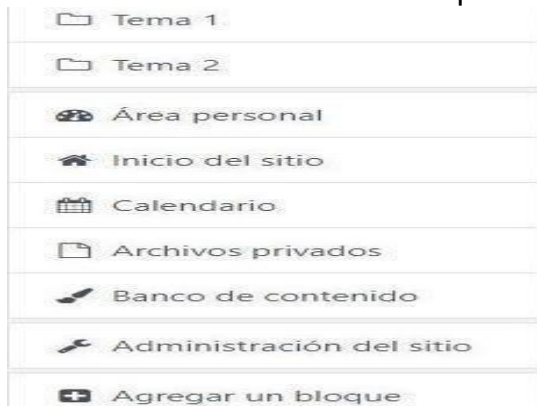 Tema 1
Tema 2
Área personal
Inicio del sitio
Calendario
Archivos privados
Banco de contenido
Administración del sitio
Agregar un bloque